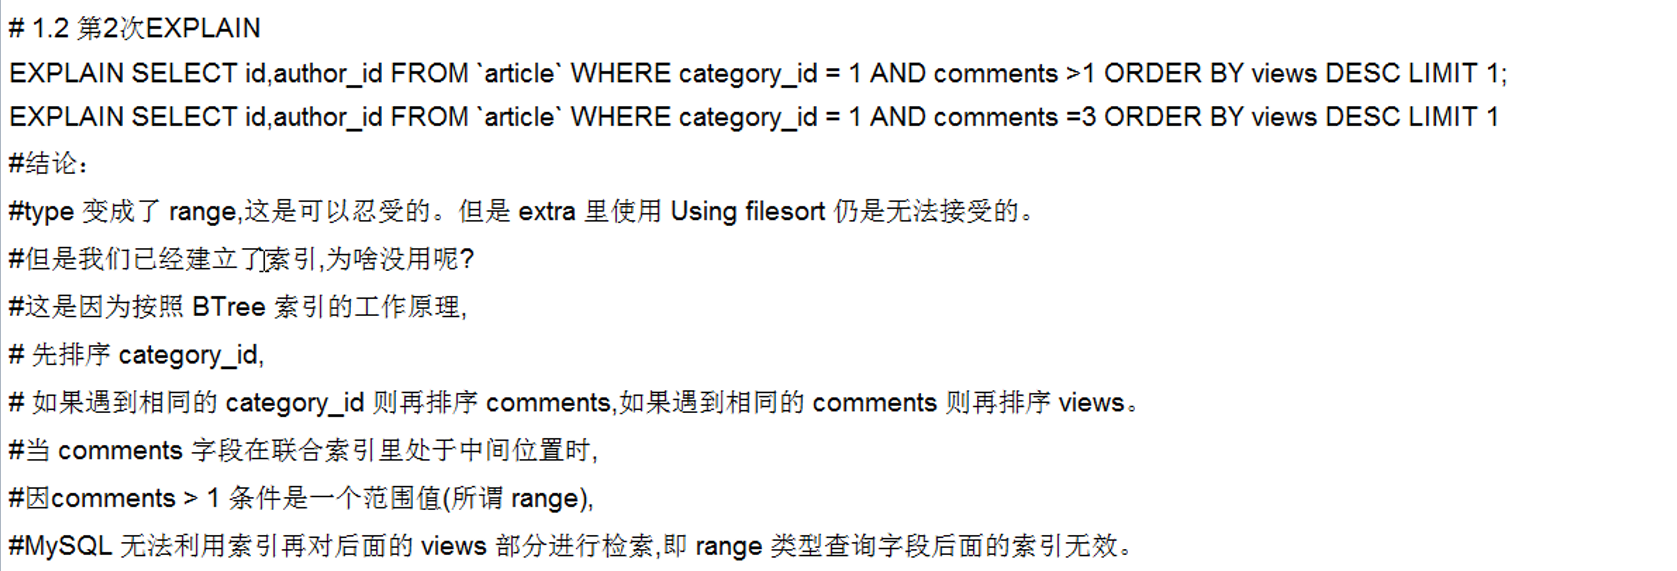 # 1.2 第2次EXPLAIN
EXPLAIN SELECT id,author_id FROM `article` WHERE category_id = 1 AND comments >1 ORDER BY views DESC LIMIT 1;
EXPLAIN SELECT id,author_id FROM `article` WHERE category_id = 1 AND comments =3 ORDER BY views DESC LIMIT 1
#结论：
#type 变成了 range,这是可以忍受的。但是 extra 里使用 Using filesort 仍是无法接受的。
#但是我们已经建立了索引,为啥没用呢?
#这是因为按照 BTree 索引的工作原理,
# 先排序 category_id,
# 如果遇到相同的 category_id 则再排序 comments,如果遇到相同的 comments 则再排序 views。
#当 comments 字段在联合索引里处于中间位置时,
#因comments > 1 条件是一个范围值(所谓 range),
#MySQL 无法利用索引再对后面的 views 部分进行检索,即 range 类型查询字段后面的索引无效。